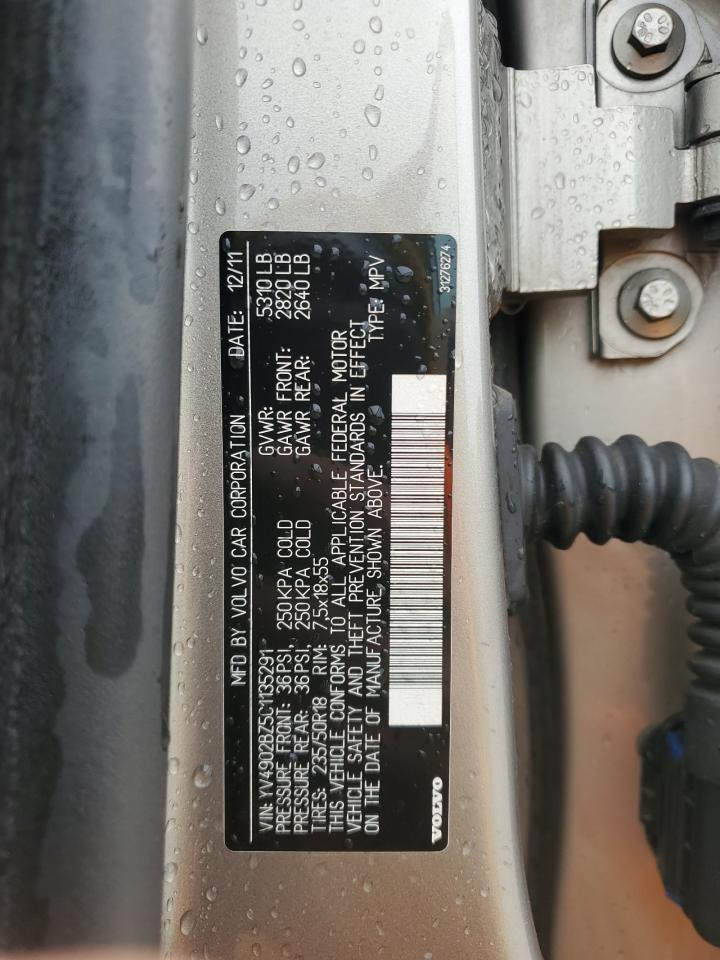 MFD BY VOLVO CAR CORPORATION DATE: 12/11
VIN: YV4902BZ5C1135291 GVWR: 5310 LB
PRESSURE FRONT: 36PSI, 250KPA COLD GAWR FRONT: 2820 LB
PRESSURE REAR: 36PSI, 250KPA COLD GAWR REAR: 2640 LB
TIRES: 235/50R18 RIM: 7,5x18x55
THIS VEHICLE CONFORMS TO ALL APPLICABLE FEDERAL MOTOR
VEHICLE SAFETY AND THEFT PREVENTION STANDARDS IN EFFECT
ON THE DATE OF MANUFACTURE, SHOWN ABOVE. TYPE: MPV
VOLVO 31276274